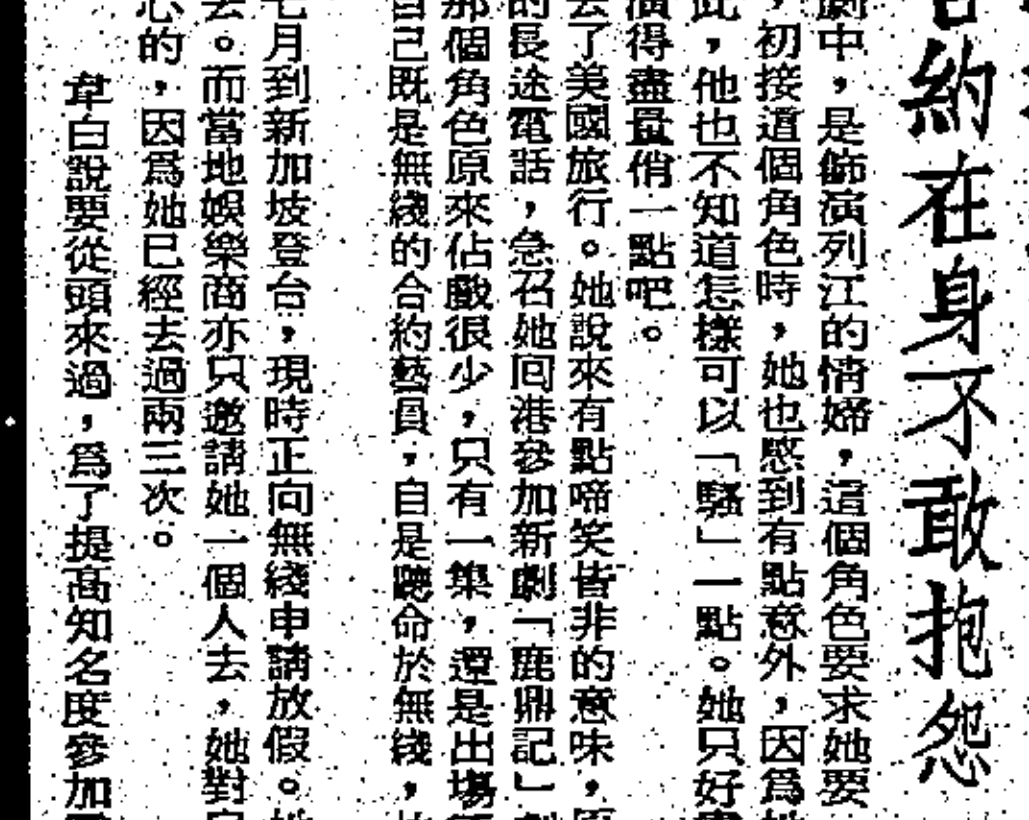 約在身不敢抱怨
劇中，是飾演列江的情婦，這個角色要求她要
，初接這個角色時，她也感到有點意外，因爲她
此，他也不知道怎樣可以「騷」一點。她只好盡
演得盡量俏一點吧。
去了美國旅行。她說來有點啼笑皆非的意味，原
的長途電話，急召她囘港參加新劇「鹿鼎記」劇
那個角色原來佔戲很少，只有一集，還是出塲
自己既是無綫的合約藝員，自是聽命於無綫，
七月到新加坡登台，現時正向無綫申請放假。她
去。而當地娛樂商亦只邀請她一個人去，她對
心的，因爲她已經去過兩三次。
韋白說要從頭來過，爲了提高知名度參加